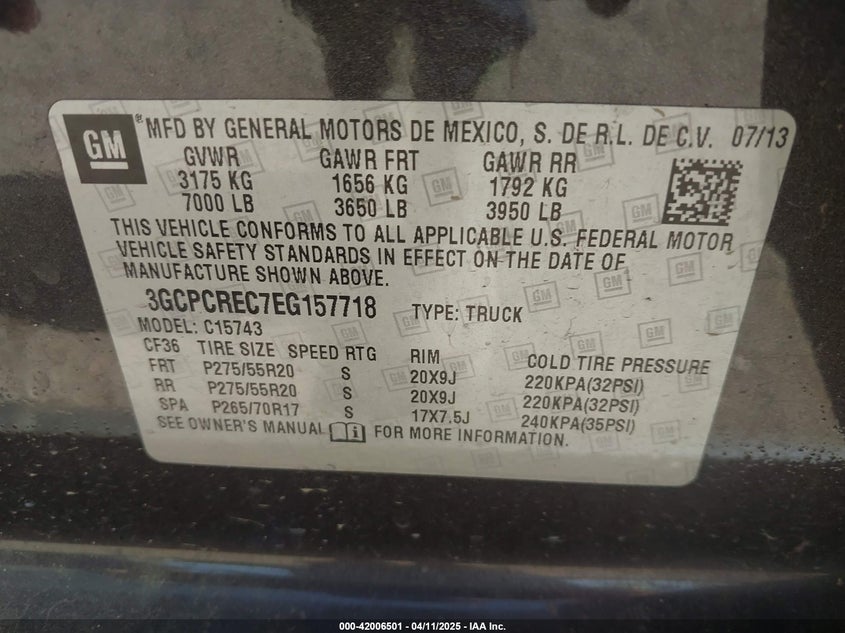 GM ® MFD BY GENERAL MOTORS DE MEXICO, S. DE R.L. DE C.V. 07/13
GVWR GAWR FRT GAWR RR
3175 KG 1656 KG 1792 KG
7000 LB 3650 LB 3950 LB
THIS VEHICLE CONFORMS TO ALL APPLICABLE U.S. FEDERAL MOTOR
VEHICLE SAFETY STANDARDS IN EFFECT ON THE DATE OF
MANUFACTURE SHOWN ABOVE.
3GCPCREC7EG157718 TYPE: TRUCK
MODEL: C15743
CF36 TIRE SIZE SPEED RTG RIM COLD TIRE PRESSURE
FRT P275/55R20 S 20X9J 220KPA(32PSI)
RR P275/55R20 S 20X9J 220KPA(32PSI)
SPA P265/70R17 S 17X7.5J 240KPA(35PSI)
SEE OWNER'S MANUAL FOR MORE INFORMATION.
000-42006501 - 04/11/2025 - IAA Inc.